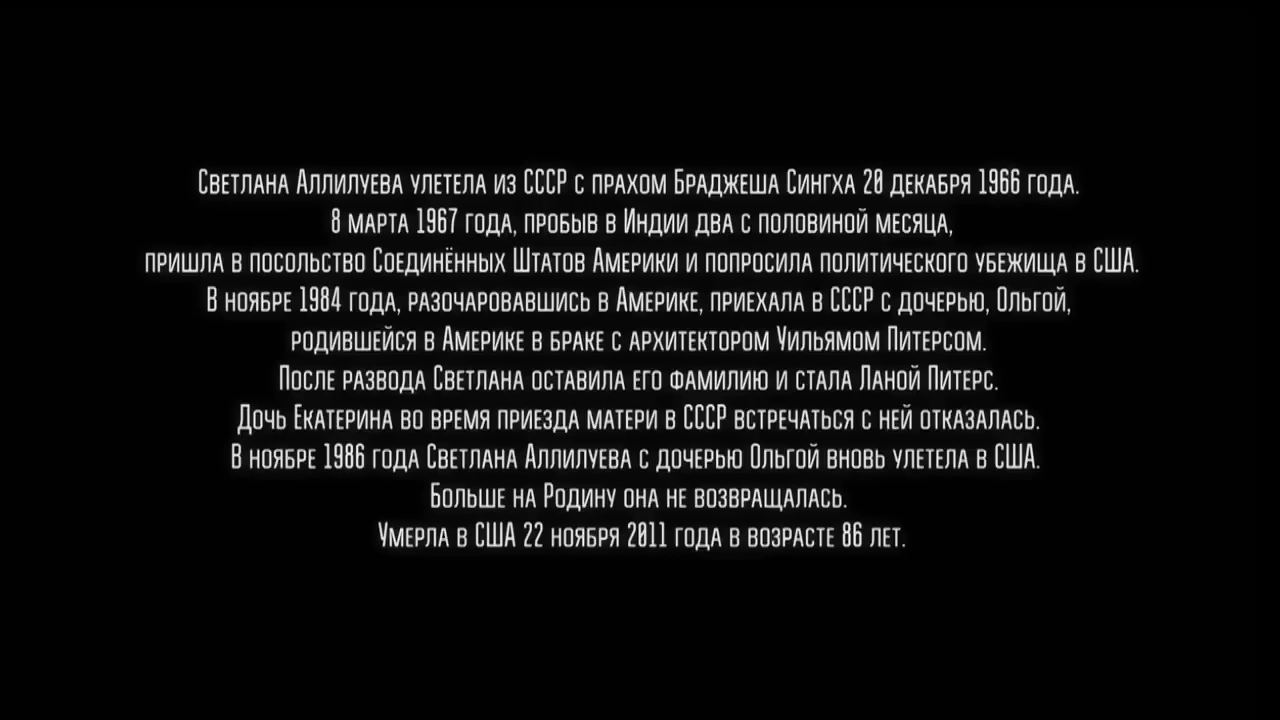 Светлана Аллилуева улетела из СССР с прахом Браджеша Сингха 20 декабря 1966 года.
8 марта 1967 года, пробыв в Индии два с половиной месяца,
пришла в посольство Соединённых Штатов Америки и попросила политического убежища в США.
В ноябре 1984 года, разочаровавшись в Америке, приехала в СССР с дочерью, Ольгой,
родившейся в Америке в браке с архитектором Уильямом Питерсом.
После развода Светлана оставила его фамилию и стала Ланой Питерс.
Дочь Екатерина во время приезда матери в СССР встречаться с ней отказалась.
В ноябре 1986 года Светлана Аллилуева с дочерью Ольгой вновь улетела в США.
Больше на Родину она не возвращалась.
Умерла в США 22 ноября 2011 года в возрасте 86 лет.